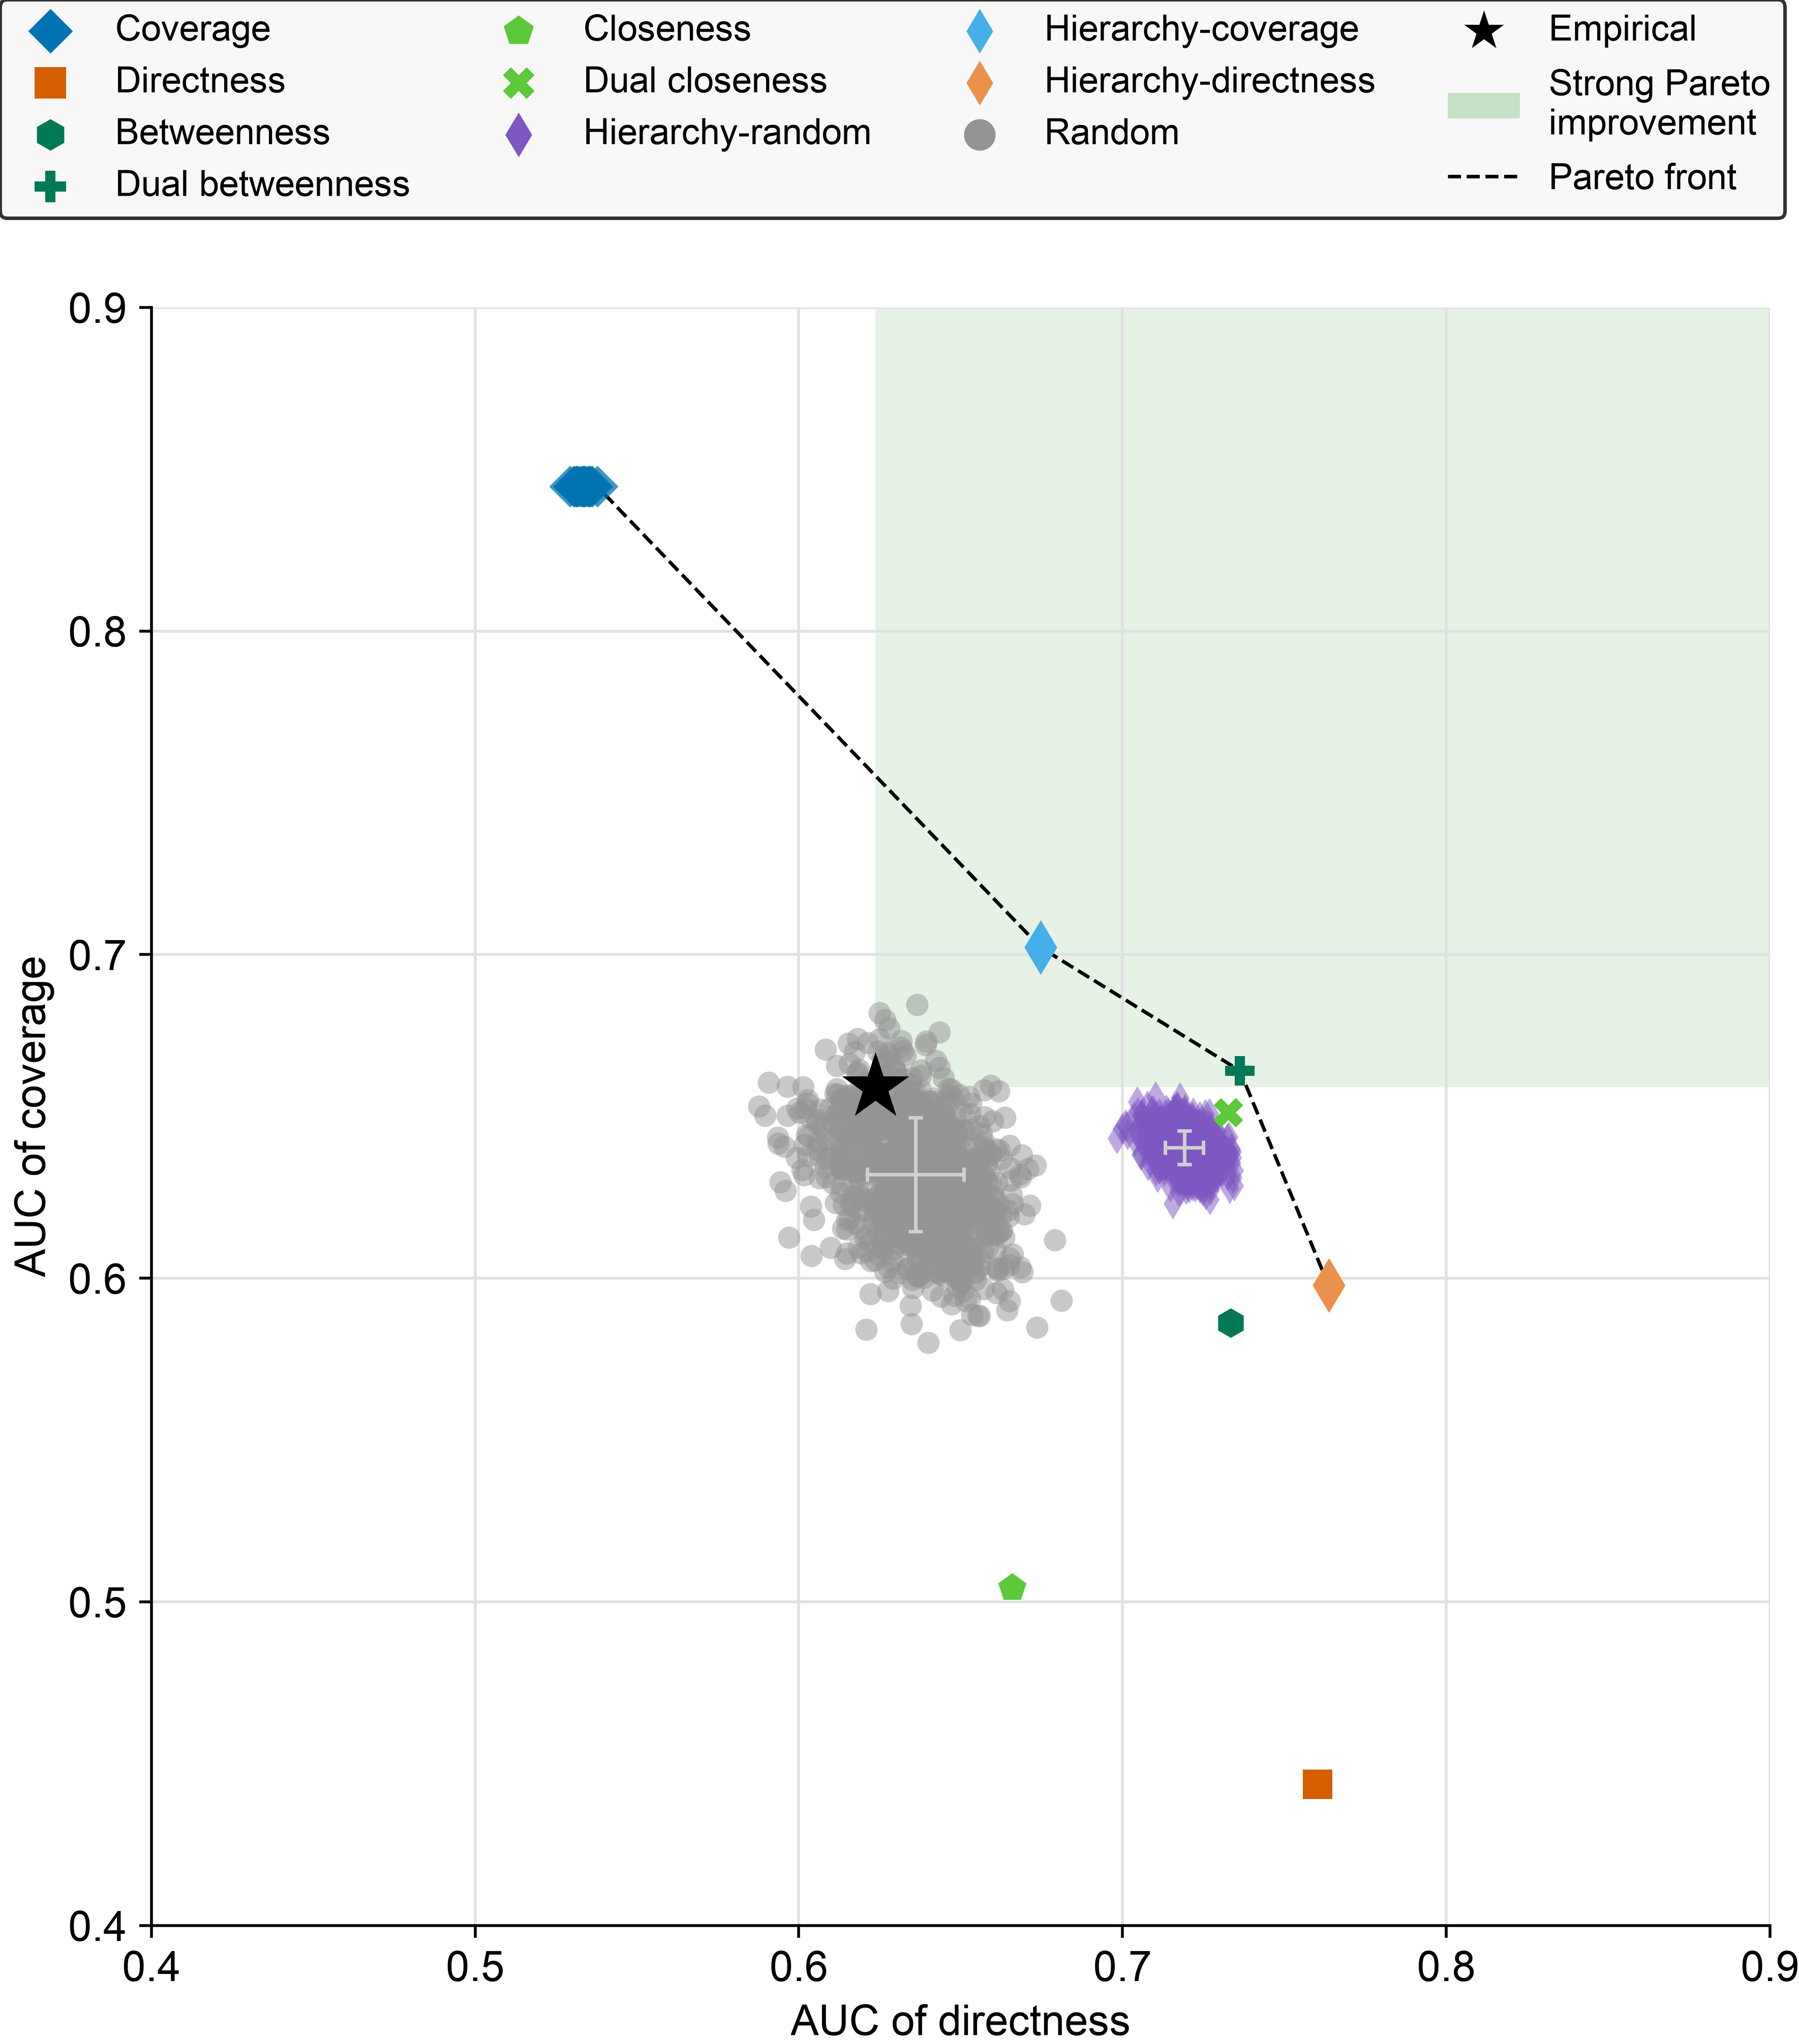 Coverage
Directness
Betweenness
Dual betweenness
Closeness
Dual closeness
Hierarchy-random
Hierarchy-coverage
Hierarchy-directness
Random
Empirical
Strong Pareto
improvement
Pareto front
AUC of coverage
0.9
0.8
0.7
0.6
0.5
0.4
0.4
0.5
0.6
0.7
0.8
0.9
AUC of directness